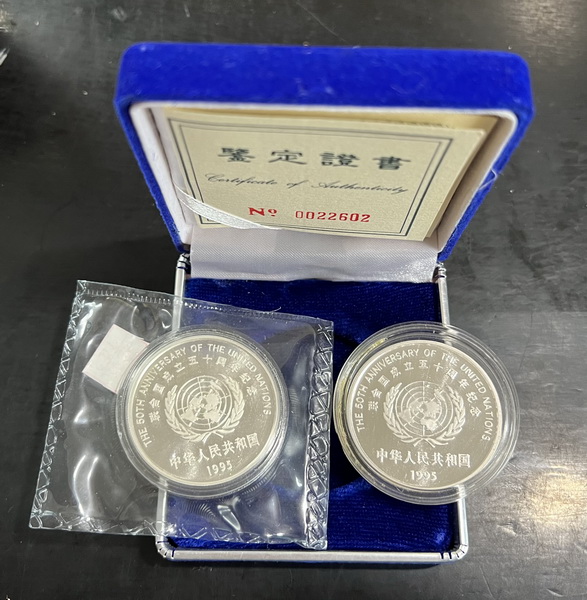 鑒定證書
Certificate of Authenticity
Nº 0022602
THE 50TH ANNIVERSARY OF THE UNITED NATIONS
联合国成立五十周年纪念
中华人民共和国
1995
THE 50TH ANNIVERSARY OF THE UNITED NATIONS
联合国成立五十周年纪念
中华人民共和国
1995